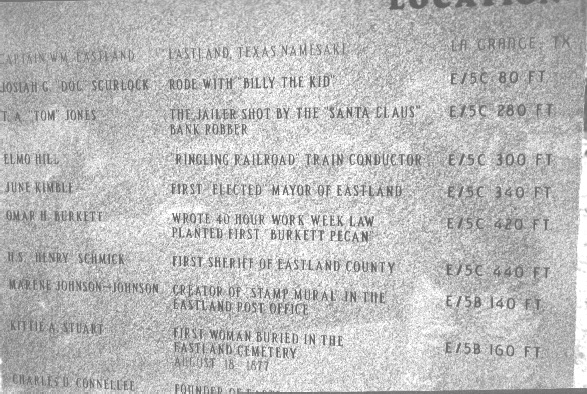 LOCATION
CAPTAIN WM. EASTLAND EASTLAND, TEXAS NAMESAKE LA GRANGE, TX
JOSIAH G. "DOC" SCURLOCK RODE WITH "BILLY THE KID" E/5C 80 FT
T. A. "TOM" JONES THE JAILER SHOT BY THE "SANTA CLAUS" E/5C 280 FT
BANK ROBBER
ELMO HILL "RINGLING RAILROAD" TRAIN CONDUCTOR E/5C 300 FT
JUNE KIMBLE FIRST "ELECTED" MAYOR OF EASTLAND E/5C 340 FT
OMAR H. BURKETT WROTE 40 HOUR WORK WEEK LAW E/5C 420 FT
PLANTED FIRST "BURKETT PECAN"
H.S. "HENRY" SCHMICK FIRST SHERIFF OF EASTLAND COUNTY E/5C 440 FT
MARENE JOHNSON-JOHNSON CREATOR OF "STAMP MURAL" IN THE E/5B 140 FT
EASTLAND POST OFFICE
KITTIE A. STUART FIRST WOMAN BURIED IN THE E/5B 160 FT
EASTLAND CEMETERY
AUGUST 18, 1877
CHARLES D. CONNELLEE FOUNDER OF